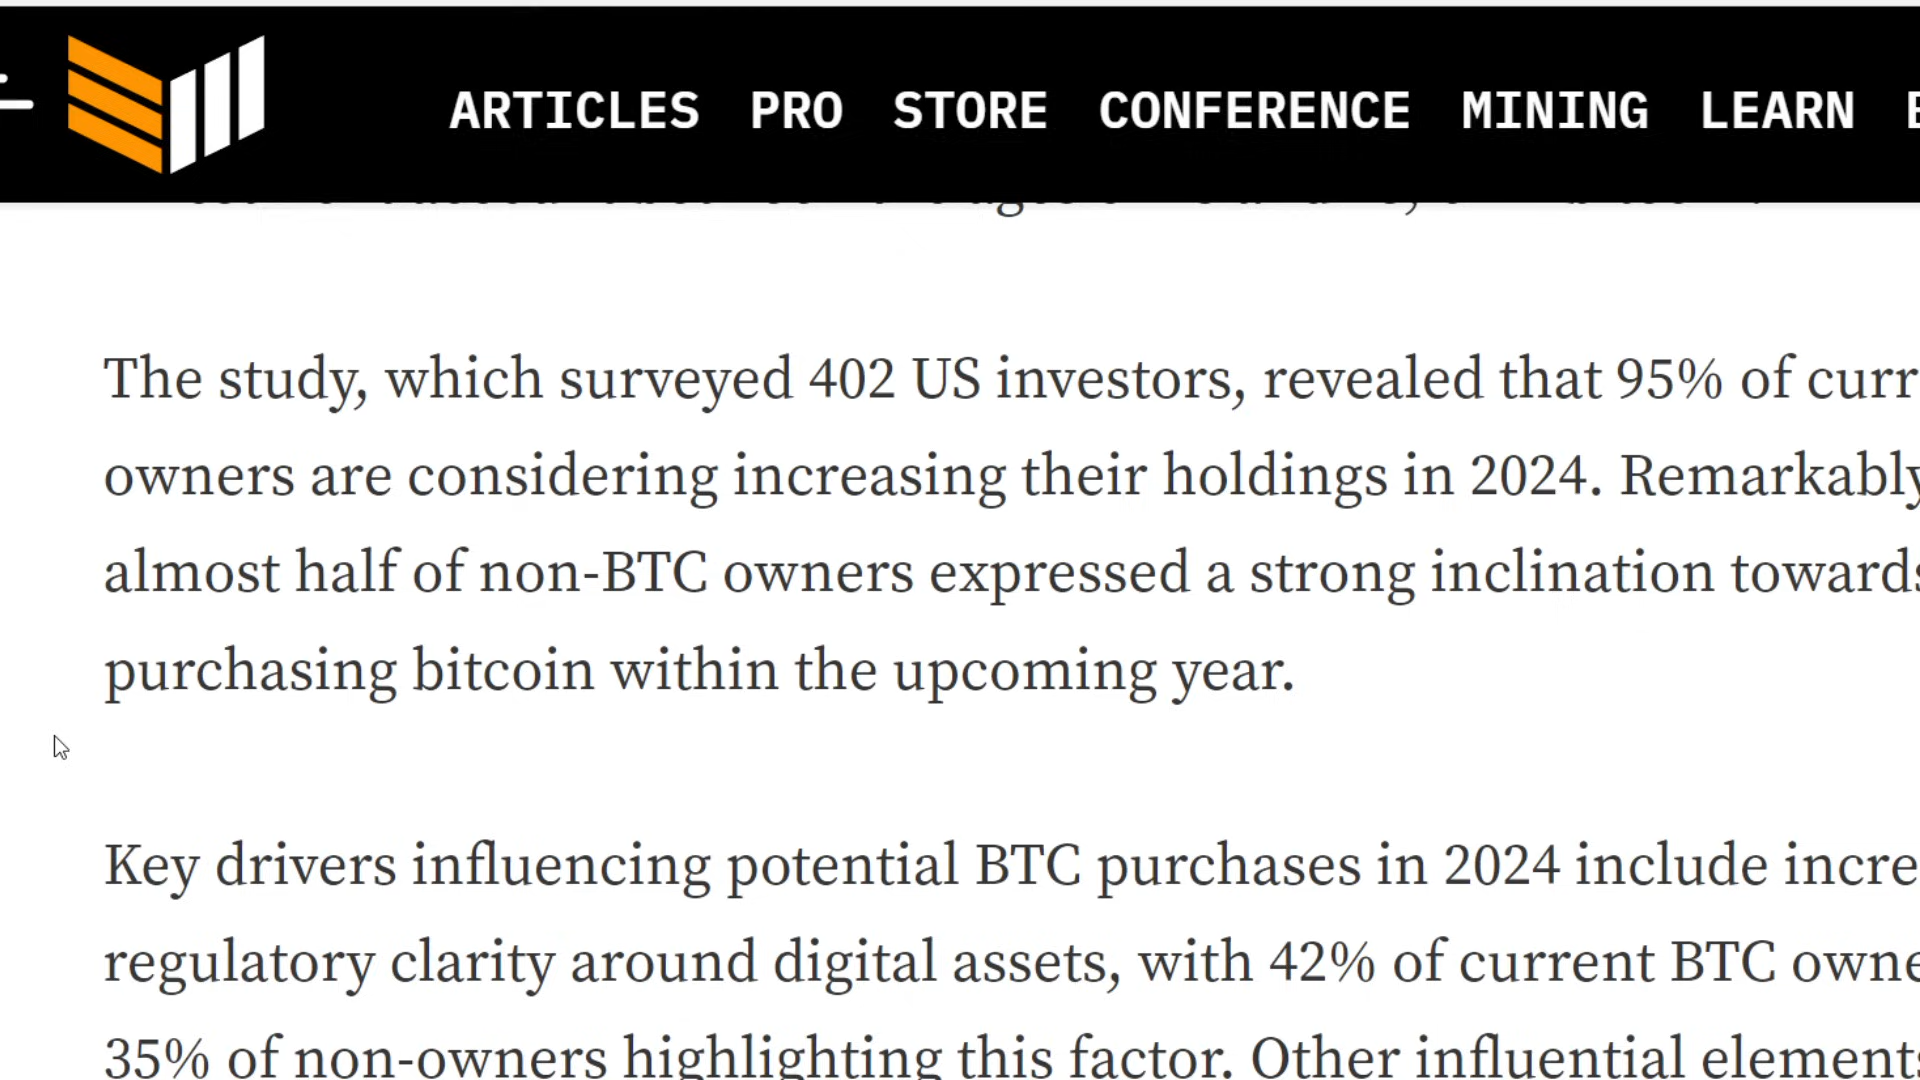 ARTICLES PRO STORE CONFERENCE MINING LEARN
The study, which surveyed 402 US investors, revealed that 95% of curr
owners are considering increasing their holdings in 2024. Remarkably
almost half of non-BTC owners expressed a strong inclination towards
purchasing bitcoin within the upcoming year.
Key drivers influencing potential BTC purchases in 2024 include incre
regulatory clarity around digital assets, with 42% of current BTC owne
35% of non-owners highlighting this factor. Other influential elements